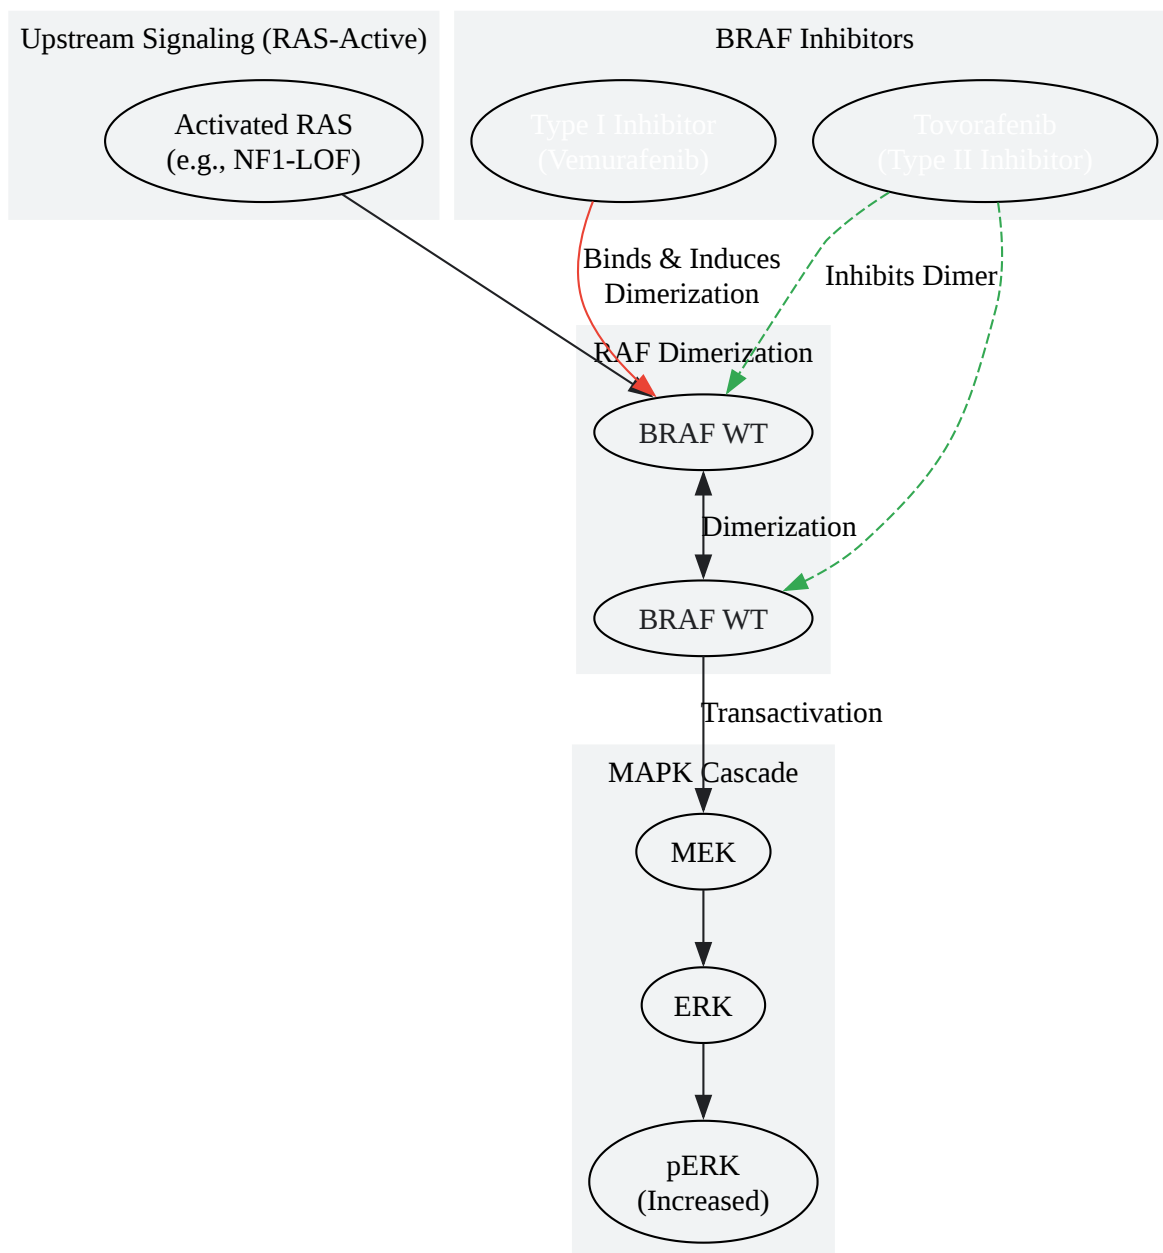 Upstream Signaling (RAS-Active)
BRAF Inhibitors
Activated RAS
(e.g., NF1-LOF)
Type I Inhibitor
(Vemurafenib)
Tovorafenib
(Type II Inhibitor)
Binds & Induces
Dimerization
Inhibits Dimer
RAF Dimerization
BRAF WT
Dimerization
BRAF WT
Transactivation
MAPK Cascade
MEK
ERK
pERK
(Increased)